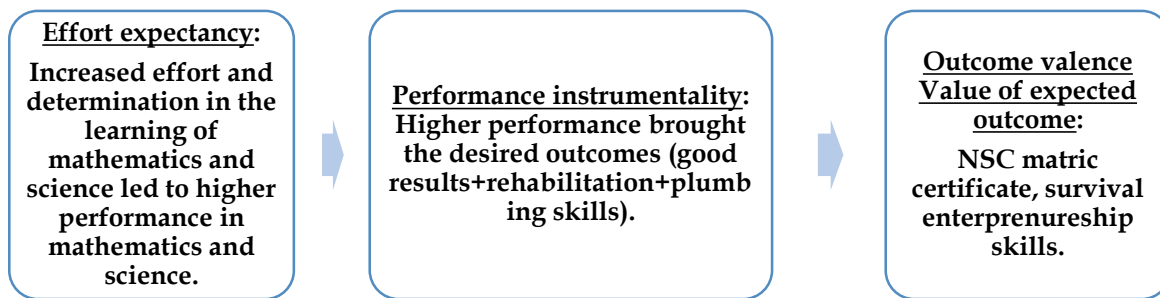 Effort expectancy:
Increased effort and
determination in the
learning of
mathematics and
science led to higher
performance in
mathematics and
science.
Performance instrumentality:
Higher performance brought
the desired outcomes (good
results+rehabilitation+plumb
ing skills).
Outcome valence
Value of expected
outcome:
NSC matric
certificate, survival
enterprenureship
skills.